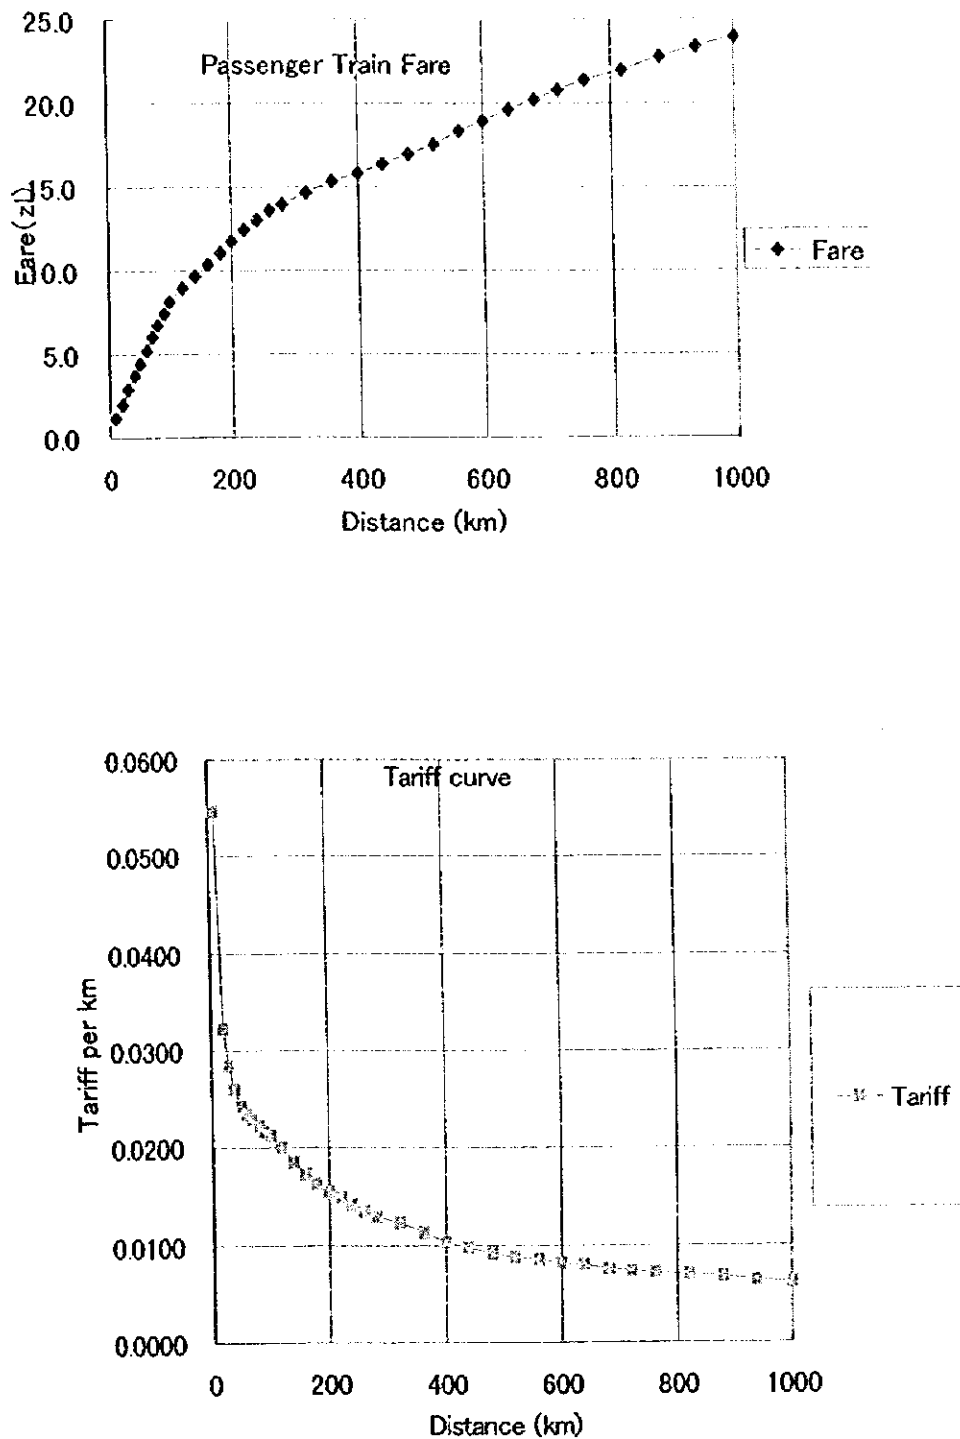 25.0
Passenger Train Fare
20.0
15.0
Eare(zL)
10.0
Fare
5.0
0.0
0 200 400 600 800 1000
Distance (km)
0.0600
Tariff curve
0.0500
0.0400
0.0300
Tariff per km
Tariff
0.0200
0.0100
0.0000
0 200 400 600 800 1000
Distance (km)